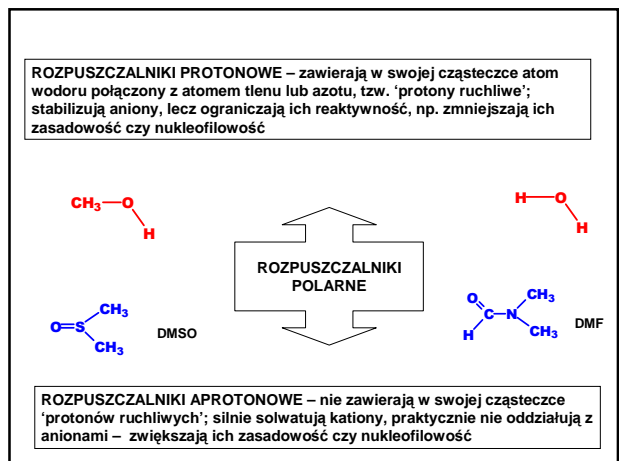 ROZPUSZCZALNIKI PROTONOWE – zawierają w swojej cząsteczce atom
wodoru połączony z atomem tlenu lub azotu, tzw. ‘protony ruchliwe’;
stabilizują aniony, lecz ograniczają ich reaktywność, np. zmniejszają ich
zasadowość czy nukleofilowość
CH3—O
H
H—O
H
ROZPUSZCZALNIKI
POLARNE
O=S
CH3
CH3
DMSO
O
C—N
H
CH3
CH3
DMF
ROZPUSZCZALNIKI APROTONOWE – nie zawierają w swojej cząsteczce
‘protonów ruchliwych’; silnie solwatują kationy, praktycznie nie oddziałują z
anionami – zwiększają ich zasadowość czy nukleofilowość